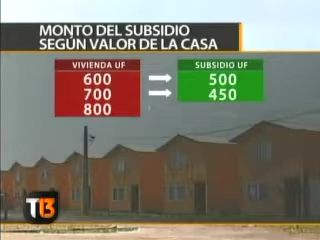 MONTO DEL SUBSIDIO
SEGÚN VALOR DE LA CASA
VIVIENDA UF SUBSIDIO UF
600 500
700 450
800
T13